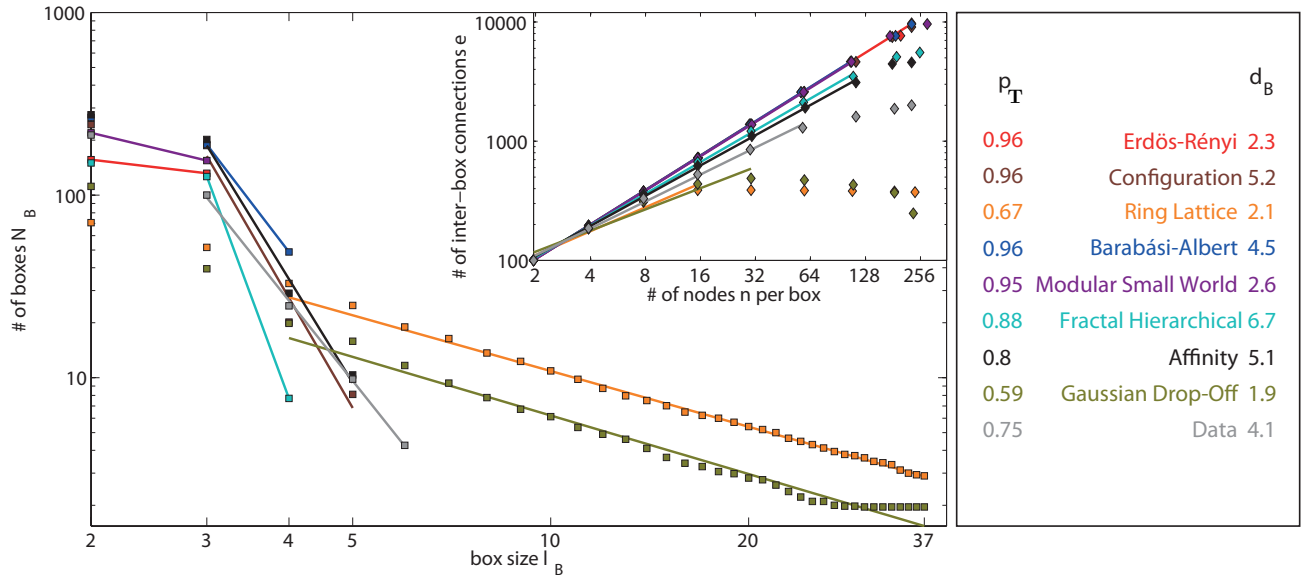 # of boxes N_B
1000
100
10
2 3 4 5 10 20 37
box size l_B
# of inter-box connections e
10000
1000
100
2 4 8 16 32 64 128 256
# of nodes n per box
p_T d_B
0.96 Erdös-Rényi 2.3
0.96 Configuration 5.2
0.67 Ring Lattice 2.1
0.96 Barabási-Albert 4.5
0.95 Modular Small World 2.6
0.88 Fractal Hierarchical 6.7
0.8 Affinity 5.1
0.59 Gaussian Drop-Off 1.9
0.75 Data 4.1